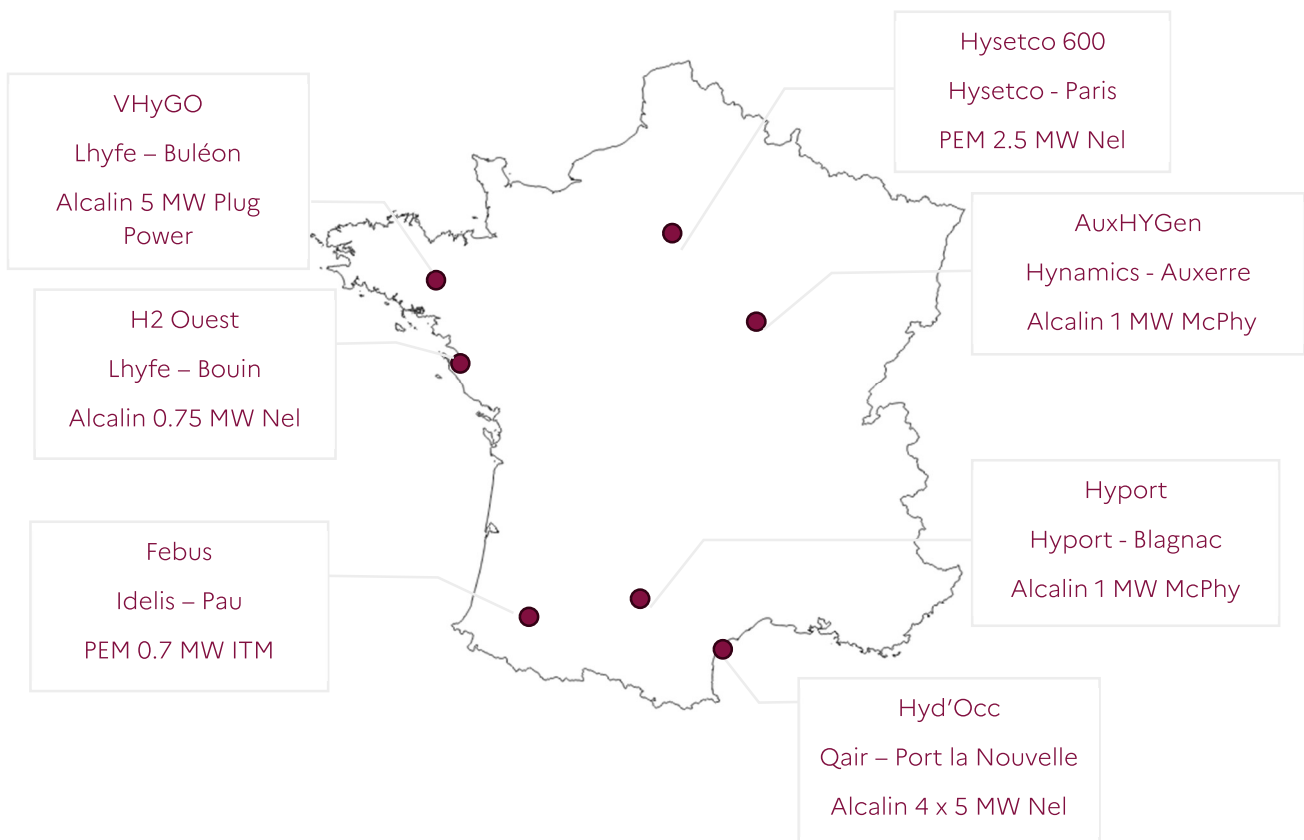 VHyGO
Lhyfe – Buléon
Alcalin 5 MW Plug
Power
H2 Ouest
Lhyfe – Bouin
Alcalin 0.75 MW Nel
Febus
Idelis – Pau
PEM 0.7 MW ITM
Hysetco 600
Hysetco - Paris
PEM 2.5 MW Nel
AuxHYGen
Hynamics - Auxerre
Alcalin 1 MW McPhy
Hyport
Hyport - Blagnac
Alcalin 1 MW McPhy
Hyd’Occ
Qair – Port la Nouvelle
Alcalin 4 x 5 MW Nel